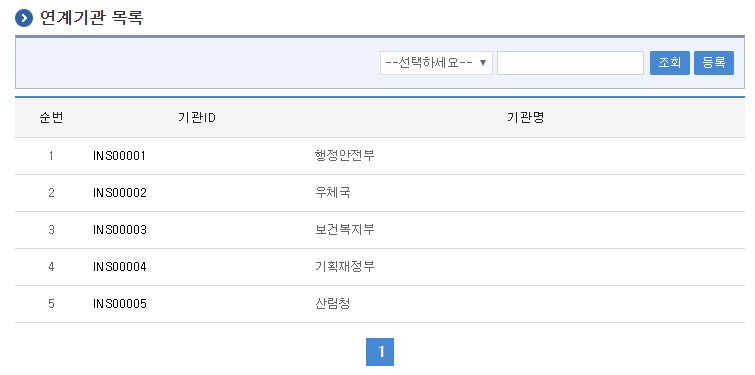 연계기관 목록
--선택하세요-- 조회 등록
순번 기관ID 기관명
1 INS00001 행정안전부
2 INS00002 우체국
3 INS00003 보건복지부
4 INS00004 기획재정부
5 INS00005 산림청
1